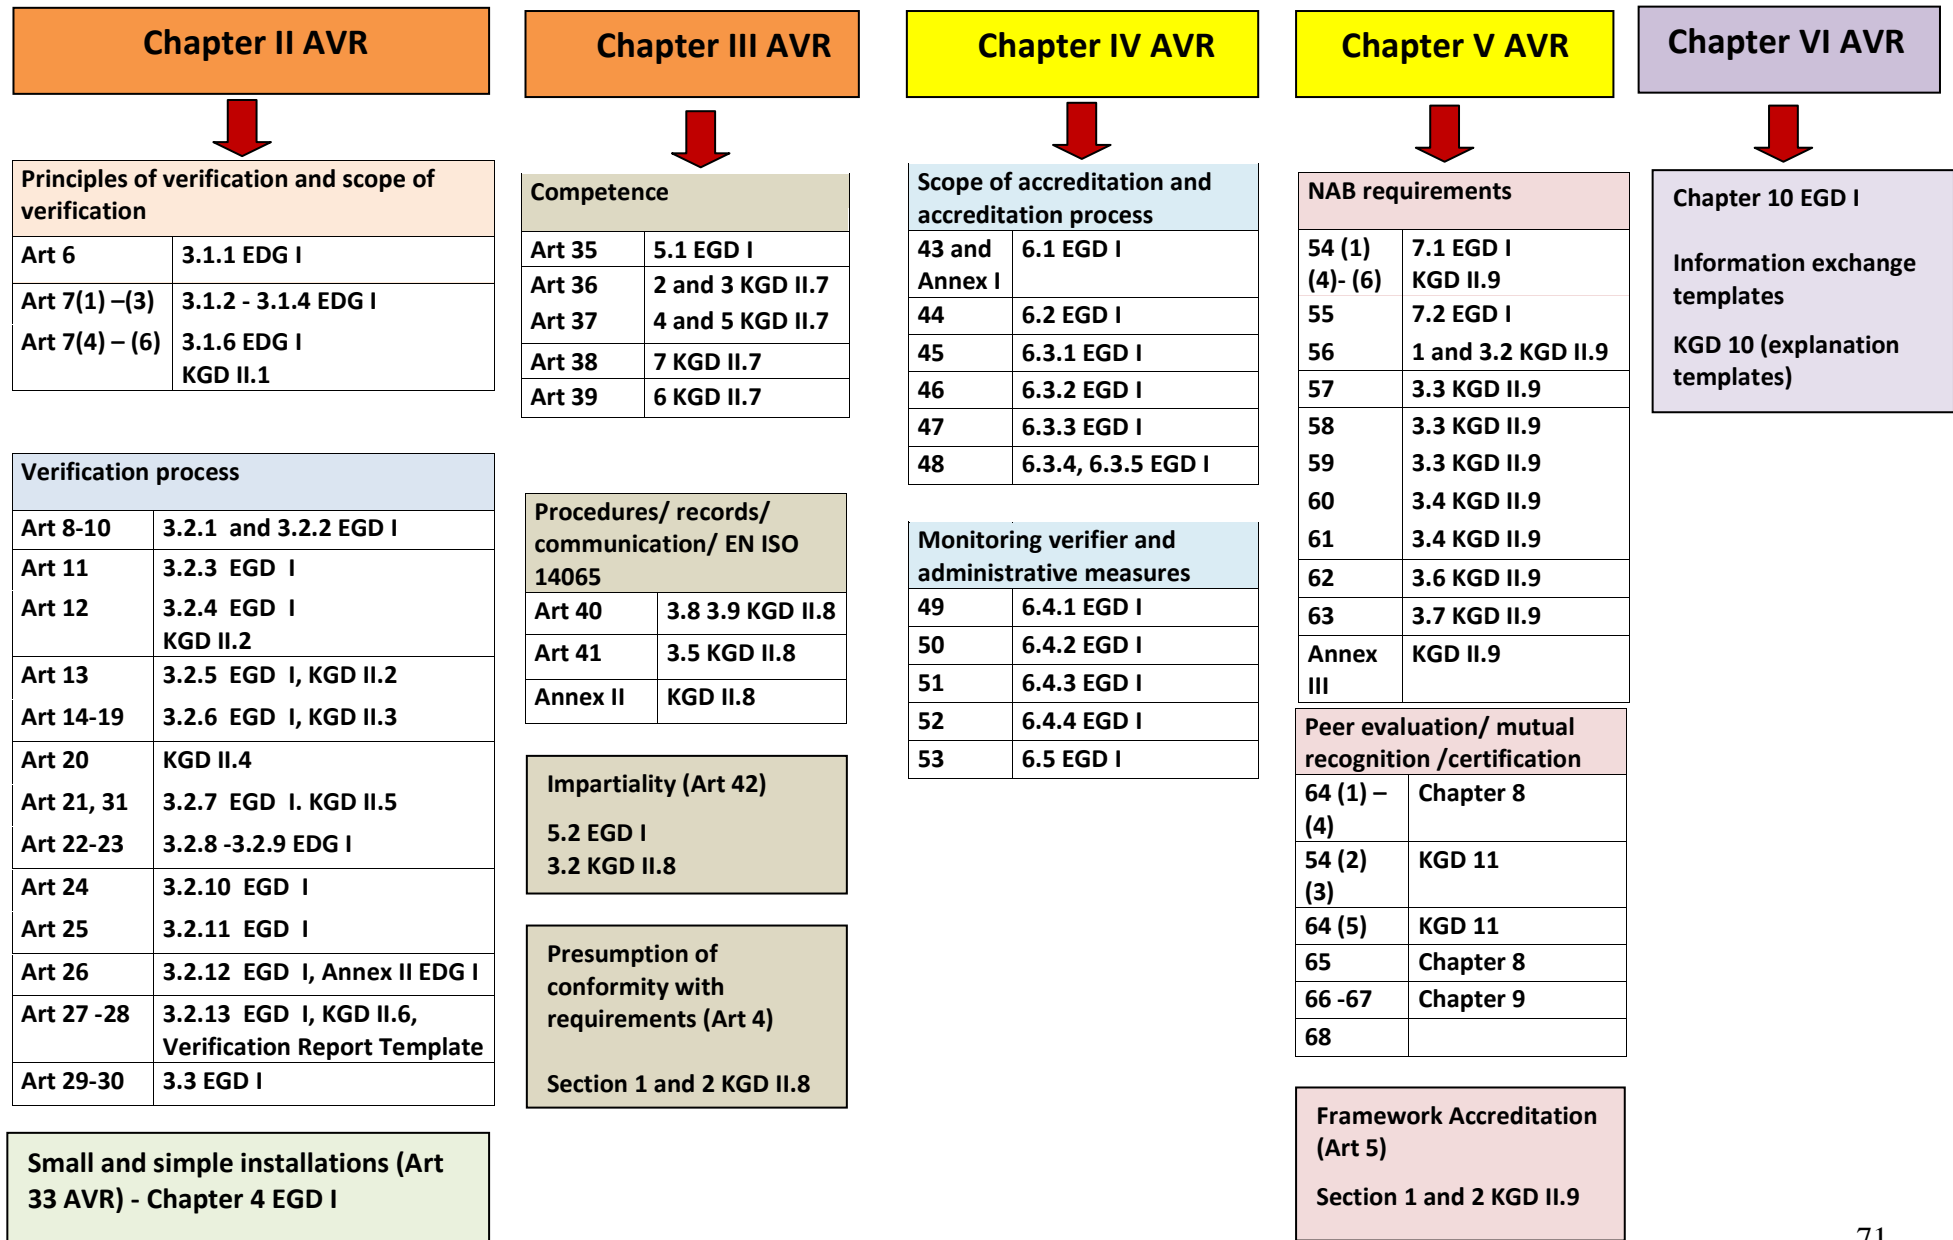 Chapter II AVR
Principles of verification and scope of
verification
Art 6 3.1.1 EDG I
Art 7(1) –(3) 3.1.2 - 3.1.4 EDG I
Art 7(4) – (6) 3.1.6 EDG I
KGD II.1
Verification process
Art 8-10 3.2.1 and 3.2.2 EGD I
Art 11 3.2.3 EGD I
Art 12 3.2.4 EGD I
KGD II.2
Art 13 3.2.5 EGD I, KGD II.2
Art 14-19 3.2.6 EGD I, KGD II.3
Art 20 KGD II.4
Art 21, 31 3.2.7 EGD I. KGD II.5
Art 22-23 3.2.8 -3.2.9 EDG I
Art 24 3.2.10 EGD I
Art 25 3.2.11 EGD I
Art 26 3.2.12 EGD I, Annex II EDG I
Art 27 -28 3.2.13 EGD I, KGD II.6,
Verification Report Template
Art 29-30 3.3 EGD I
Small and simple installations (Art
33 AVR) - Chapter 4 EGD I
Chapter III AVR
Competence
Art 35 5.1 EGD I
Art 36 2 and 3 KGD II.7
Art 37 4 and 5 KGD II.7
Art 38 7 KGD II.7
Art 39 6 KGD II.7
Procedures/ records/
communication/ EN ISO
14065
Art 40 3.8 3.9 KGD II.8
Art 41 3.5 KGD II.8
Annex II KGD II.8
Impartiality (Art 42)
5.2 EGD I
3.2 KGD II.8
Presumption of
conformity with
requirements (Art 4)
Section 1 and 2 KGD II.8
Chapter IV AVR
Scope of accreditation and
accreditation process
43 and 6.1 EGD I
Annex I
44 6.2 EGD I
45 6.3.1 EGD I
46 6.3.2 EGD I
47 6.3.3 EGD I
48 6.3.4, 6.3.5 EGD I
Monitoring verifier and
administrative measures
49 6.4.1 EGD I
50 6.4.2 EGD I
51 6.4.3 EGD I
52 6.4.4 EGD I
53 6.5 EGD I
Chapter V AVR
NAB requirements
54 (1) 7.1 EGD I
(4)- (6) KGD II.9
55 7.2 EGD I
56 1 and 3.2 KGD II.9
57 3.3 KGD II.9
58 3.3 KGD II.9
59 3.3 KGD II.9
60 3.4 KGD II.9
61 3.4 KGD II.9
62 3.6 KGD II.9
63 3.7 KGD II.9
Annex KGD II.9
III
Peer evaluation/ mutual
recognition /certification
64 (1) – Chapter 8
(4)
54 (2) KGD 11
(3)
64 (5) KGD 11
65 Chapter 8
66 -67 Chapter 9
68
Framework Accreditation
(Art 5)
Section 1 and 2 KGD II.9
Chapter VI AVR
Chapter 10 EGD I
Information exchange
templates
KGD 10 (explanation
templates)
71